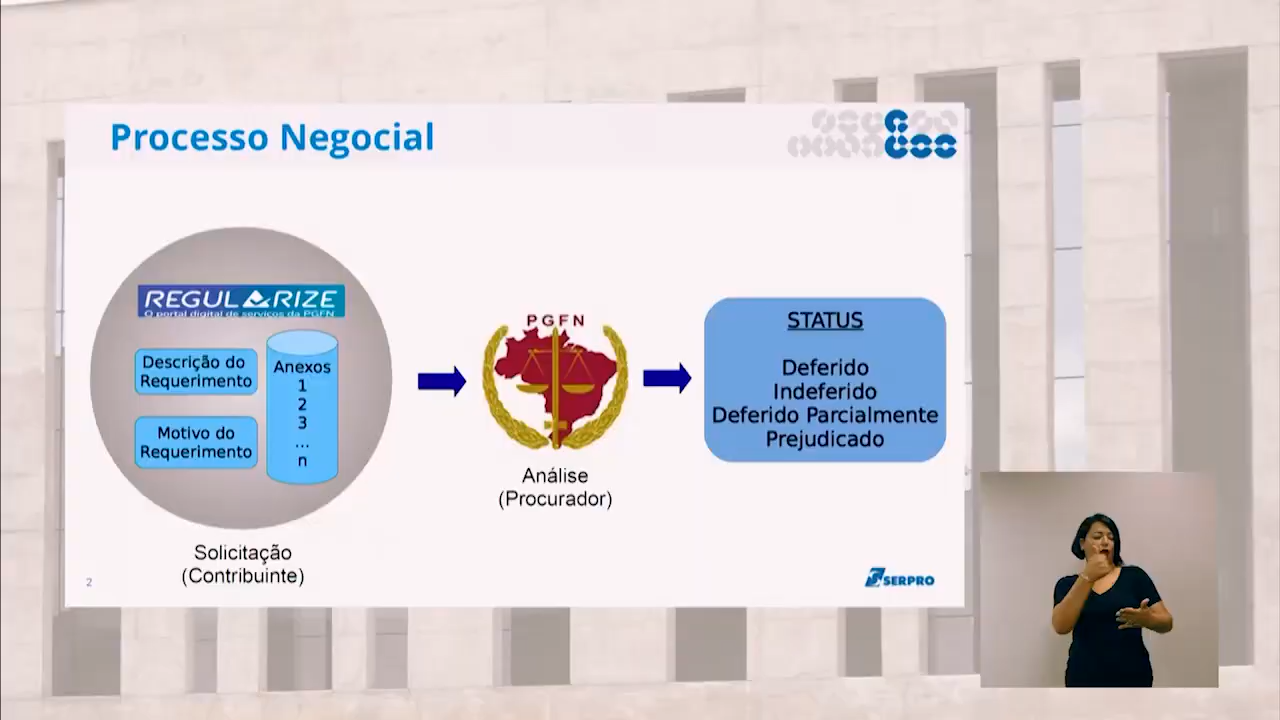 Processo Negocial
REGULARIZE
O portal digital de serviços da PGFN
Descrição do
Requerimento
Motivo do
Requerimento
Anexos
1
2
3
...
n
Solicitação
(Contribuinte)
PGFN
Análise
(Procurador)
STATUS
Deferido
Indeferido
Deferido Parcialmente
Prejudicado
2
SERPRO